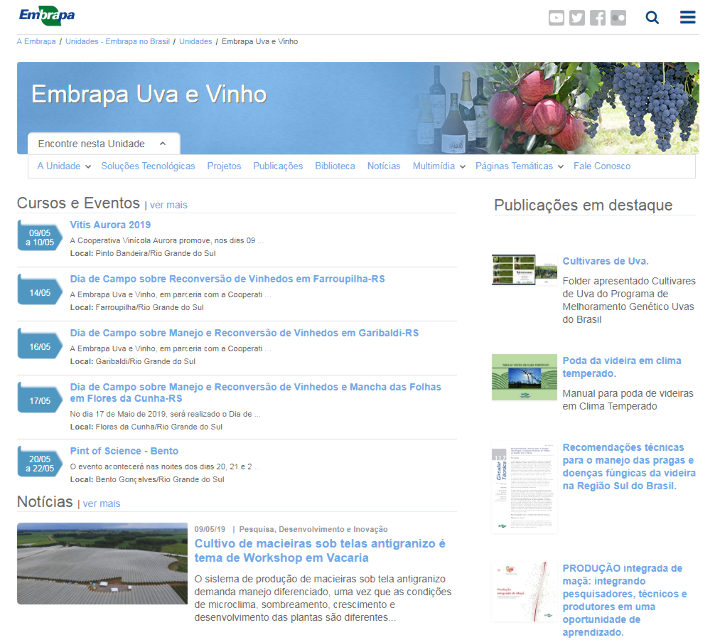 Embrapa
A Embrapa / Unidades - Embrapa no Brasil / Unidades / Embrapa Uva e Vinho
Embrapa Uva e Vinho
Encontre nesta Unidade
A Unidade Soluções Tecnológicas Projetos Publicações Biblioteca Notícias Multimídia Páginas Temáticas Fale Conosco
Cursos e Eventos | ver mais
09/05
a 10/05
Vitis Aurora 2019
A Cooperativa Vinícola Aurora promove, nos dias 09 ...
Local: Pinto Bandeira/Rio Grande do Sul
14/05
Dia de Campo sobre Reconversão de Vinhedos em Farroupilha-RS
A Embrapa Uva e Vinho, em parceria com a Cooperati ...
Local: Farroupilha/Rio Grande do Sul
16/05
Dia de Campo sobre Manejo e Reconversão de Vinhedos em Garibaldi-RS
A Embrapa Uva e Vinho, em parceria com a Cooperati ...
Local: Garibaldi/Rio Grande do Sul
17/05
Dia de Campo sobre Manejo e Reconversão de Vinhedos e Mancha das Folhas
em Flores da Cunha-RS
No dia 17 de Maio de 2019, será realizado o Dia de ...
Local: Flores da Cunha/Rio Grande do Sul
20/05
a 22/05
Pint of Science - Bento
O evento acontecerá nas noites dos dias 20, 21 e 2 ...
Local: Bento Gonçalves/Rio Grande do Sul
Notícias | ver mais
09/05/19 | Pesquisa, Desenvolvimento e Inovação
Cultivo de macieiras sob telas antigranizo é
tema de Workshop em Vacaria
O sistema de produção de macieiras sob tela antigranizo
demanda manejo diferenciado, uma vez que as condições
de microclima, sombreamento, crescimento e
desenvolvimento das plantas são diferentes...
Publicações em destaque
Cultivares de Uva.
Folder apresentado Cultivares
de Uva do Programa de
Melhoramento Genético Uvas
do Brasil
Poda da videira em clima
temperado.
Manual para poda de videiras
em Clima Temperado
Circular
Técnica
Recomendações técnicas
para o manejo das pragas e
doenças fúngicas da videira
na Região Sul do Brasil.
PRODUÇÃO integrada de
maçã: integrando
pesquisadores, técnicos e
produtores em uma
oportunidade de
aprendizado.